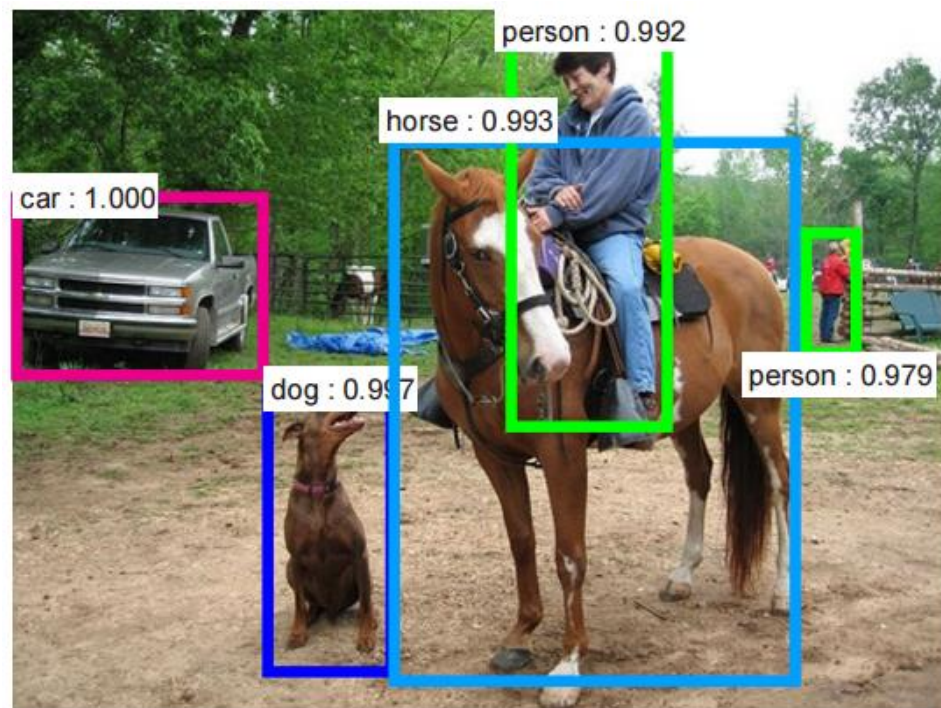 person : 0.992
horse : 0.993
car : 1.000
person : 0.979
dog : 0.997